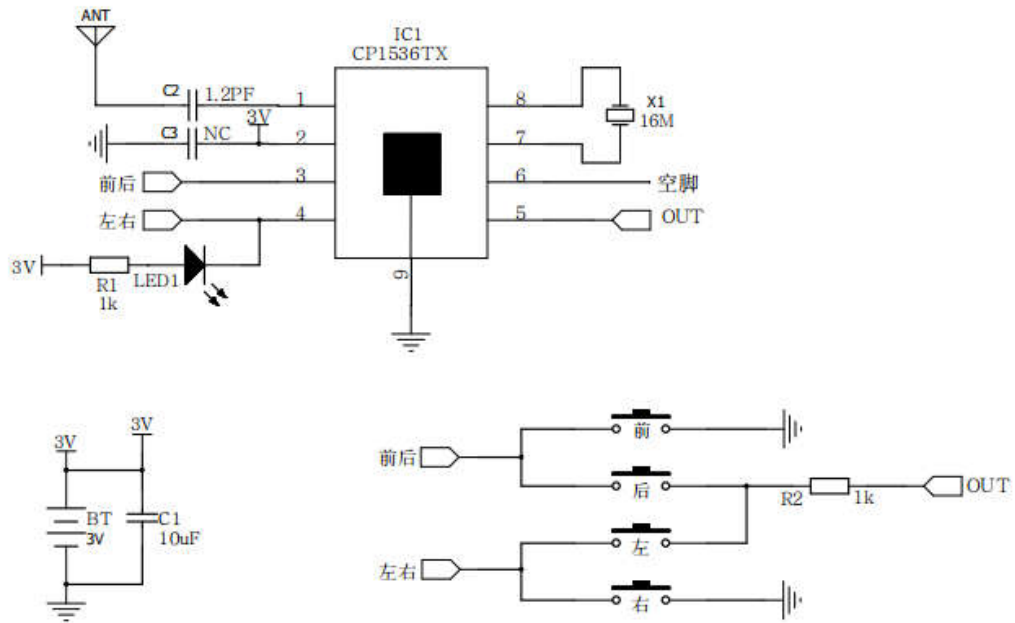 ANT
IC1
CP1536TX
C2 1.2PF 1
8
X1
16M
3V
C3 NC 2
7
前后 3
6 空脚
左右 4
5 OUT
3V
R1
1k
LED1
9
3V
3V
BT
3V
C1
10uF
前
前后
后
R2 1k OUT
左
左右
右